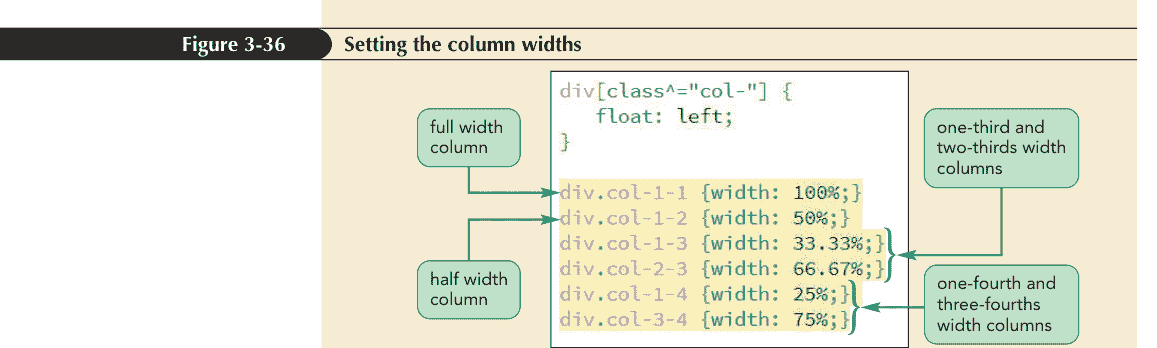 Figure 3-36
Setting the column widths
full width
column
half width
column
div[class^="col-"] {
float: left;
}
div.col-1-1 {width: 100%;}
div.col-1-2 {width: 50%;}
div.col-1-3 {width: 33.33%;}
div.col-2-3 {width: 66.67%;}
div.col-1-4 {width: 25%;}
div.col-3-4 {width: 75%;}
one-third and
two-thirds width
columns
one-fourth and
three-fourths
width columns